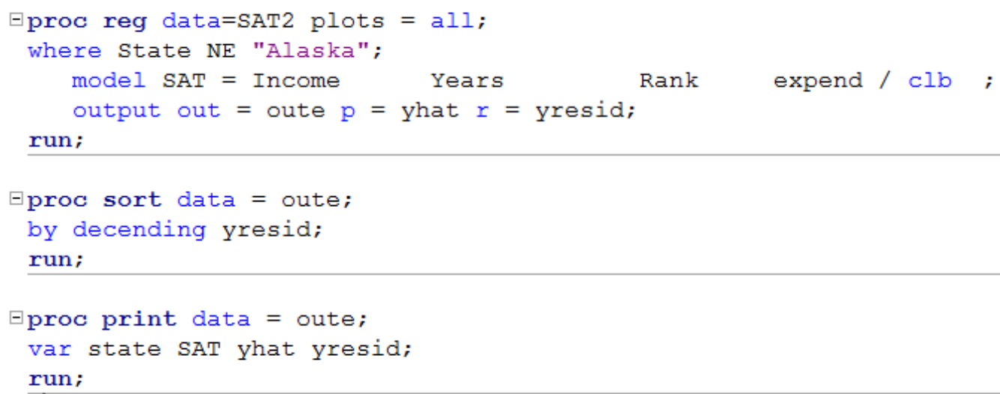 proc reg data=SAT2 plots = all;
where State NE "Alaska";
model SAT = Income Years Rank expend / clb ;
output out = oute p = yhat r = yresid;
run;
proc sort data = oute;
by decending yresid;
run;
proc print data = oute;
var state SAT yhat yresid;
run;